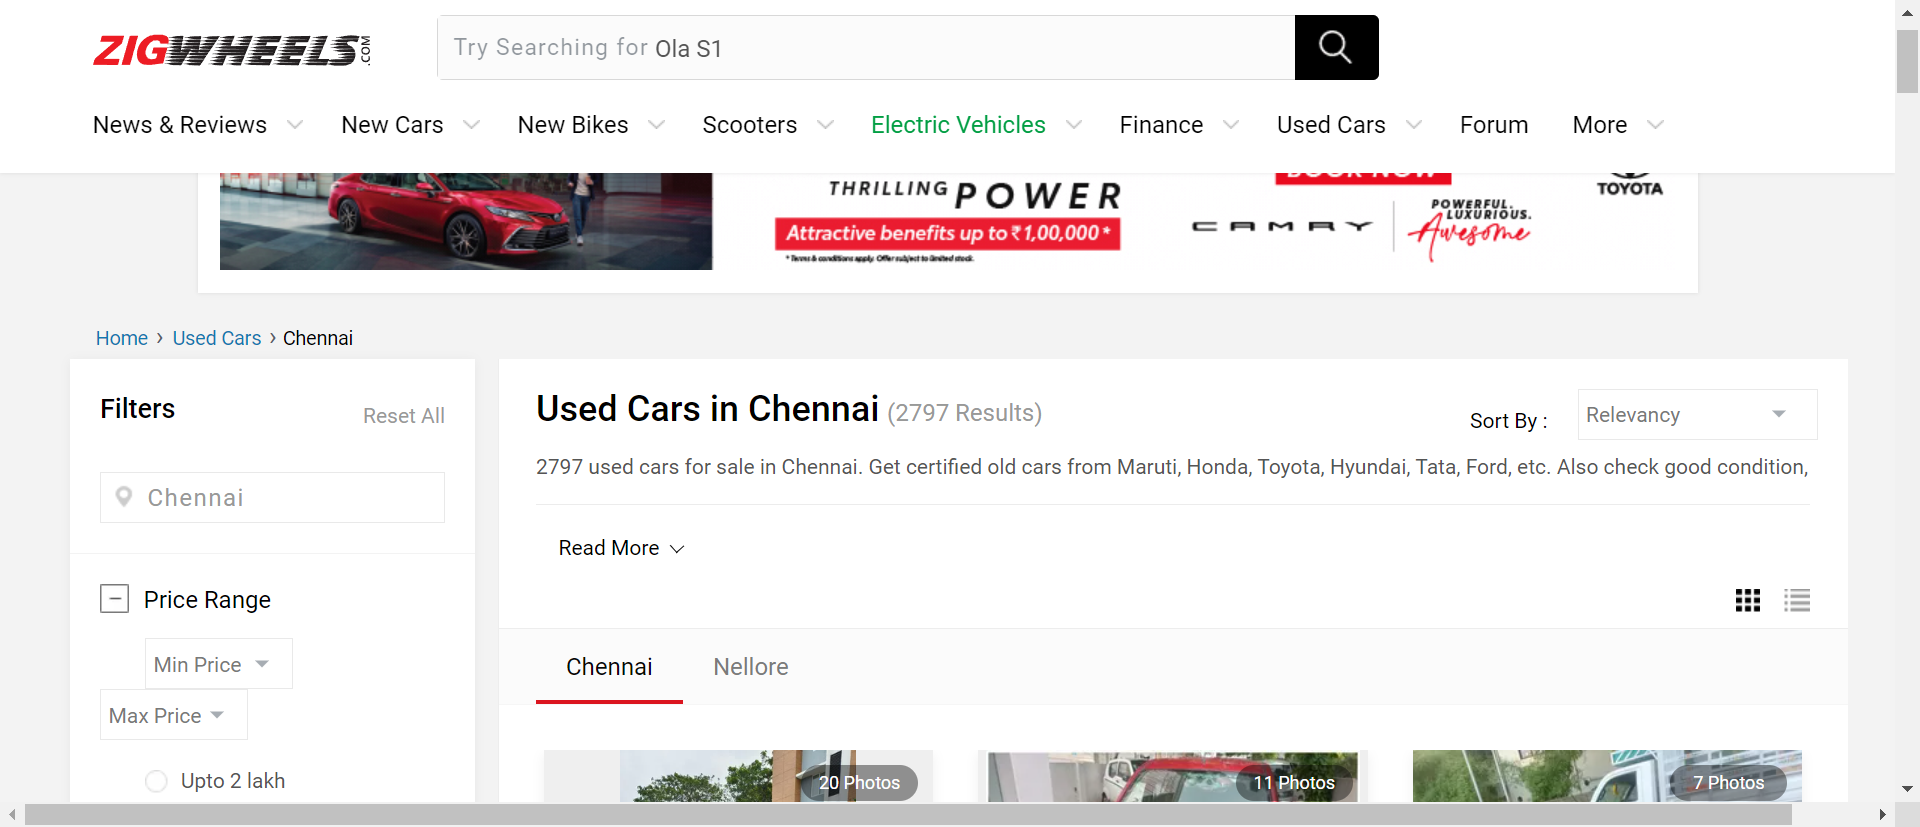 ZIGWHEELS.COM
Try Searching for Ola S1
News & Reviews
New Cars
New Bikes
Scooters
Electric Vehicles
Finance
Used Cars
Forum
More
THRILLING POWER
Attractive benefits up to ₹1,00,000*
* Terms & conditions apply. Offer subject to limited stock.
BOOK NOW
CAMRY
POWERFUL.
LUXURIOUS.
Awesome
TOYOTA
Home › Used Cars › Chennai
Filters
Reset All
Chennai
Price Range
Min Price
Max Price
Upto 2 lakh
Used Cars in Chennai (2797 Results)
Sort By :
Relevancy
2797 used cars for sale in Chennai. Get certified old cars from Maruti, Honda, Toyota, Hyundai, Tata, Ford, etc. Also check good condition,
Read More
Chennai
Nellore
20 Photos
11 Photos
7 Photos